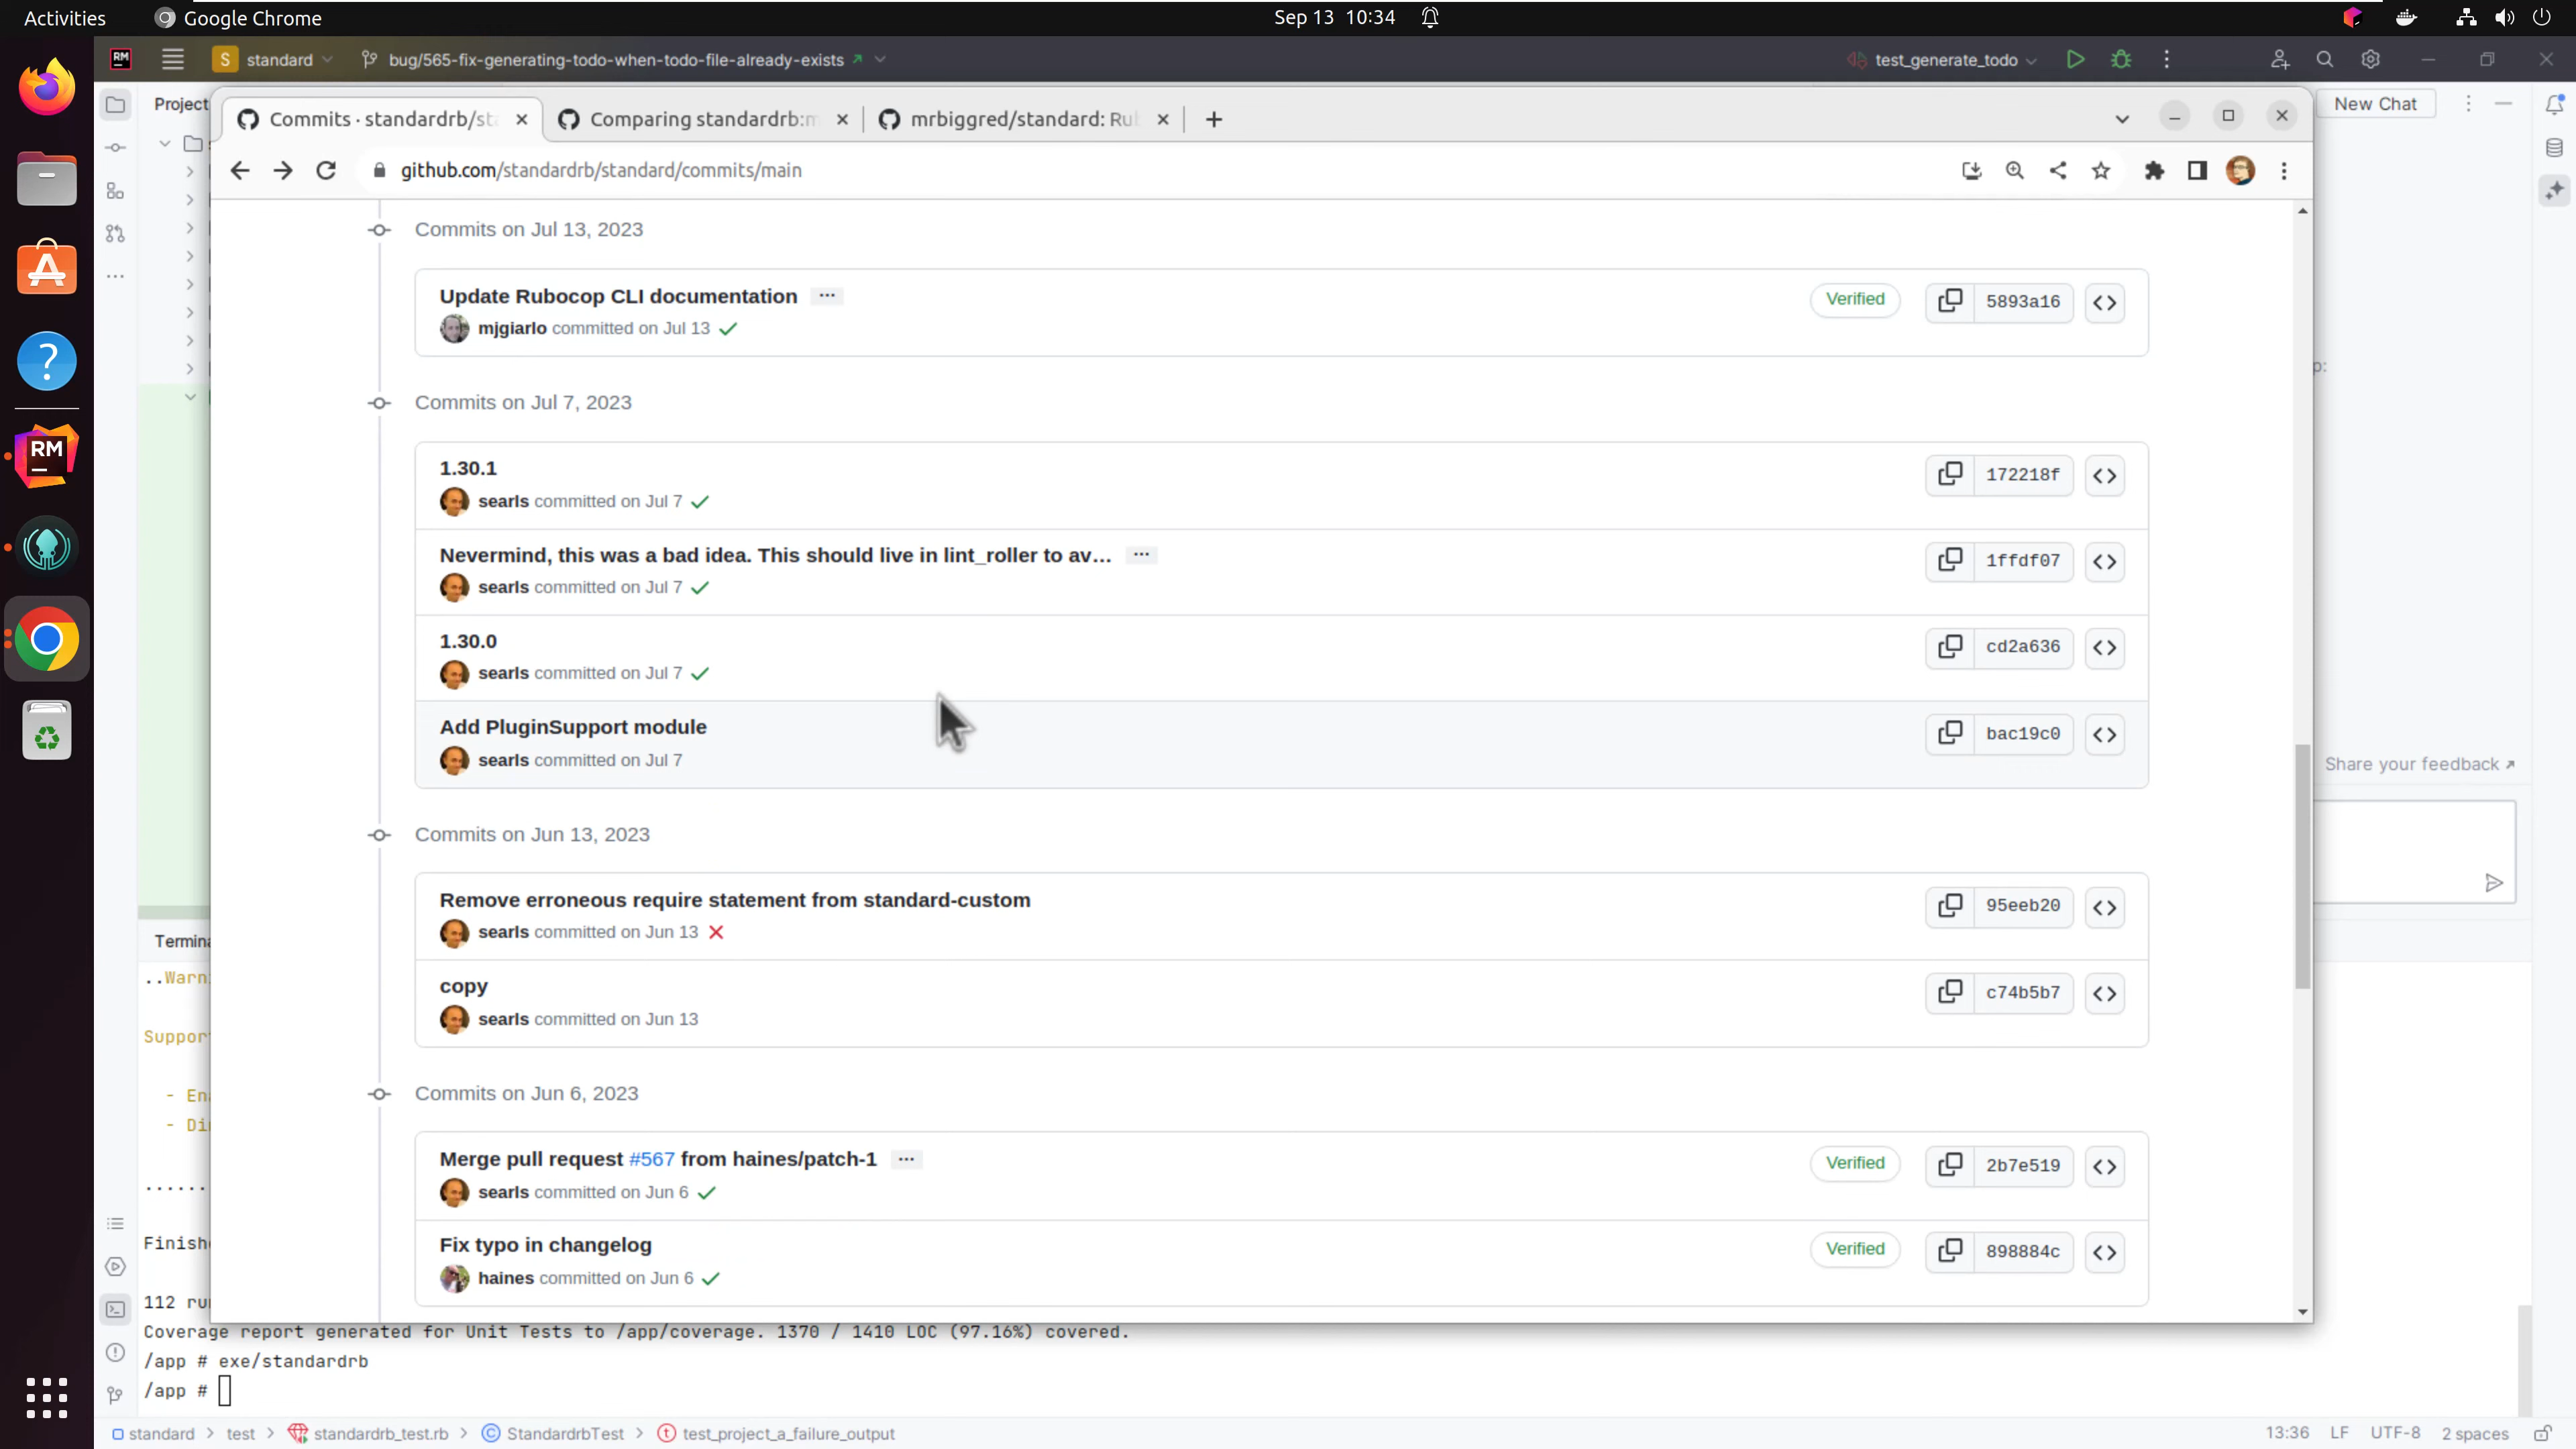 Activities
Google Chrome
Sep 13 10:34
RM
S standard
bug/565-fix-generating-todo-when-todo-file-already-exists
test_generate_todo
Project
Commits · standardrb/sta
Comparing standardrb:m
mrbiggred/standard: Ru
New Chat
github.com/standardrb/standard/commits/main
Commits on Jul 13, 2023
Update Rubocop CLI documentation ...
mjgiarlo committed on Jul 13
Verified
5893a16
Commits on Jul 7, 2023
1.30.1
searls committed on Jul 7
172218f
Nevermind, this was a bad idea. This should live in lint_roller to av… ...
searls committed on Jul 7
1ffdf07
1.30.0
searls committed on Jul 7
cd2a636
Add PluginSupport module
searls committed on Jul 7
bac19c0
Commits on Jun 13, 2023
Remove erroneous require statement from standard-custom
searls committed on Jun 13
95eeb20
copy
searls committed on Jun 13
c74b5b7
Commits on Jun 6, 2023
Merge pull request #567 from haines/patch-1 ...
searls committed on Jun 6
Verified
2b7e519
Fix typo in changelog
haines committed on Jun 6
Verified
898884c
p:
Share your feedback
Termina
..Warn
Suppor
- En
- Di
.......
Finish
112 ru
Coverage report generated for Unit Tests to /app/coverage. 1370 / 1410 LOC (97.16%) covered.
/app # exe/standardrb
/app #
standard > test > standardrb_test.rb > StandardrbTest > test_project_a_failure_output
13:36 LF UTF-8 2 spaces
RM